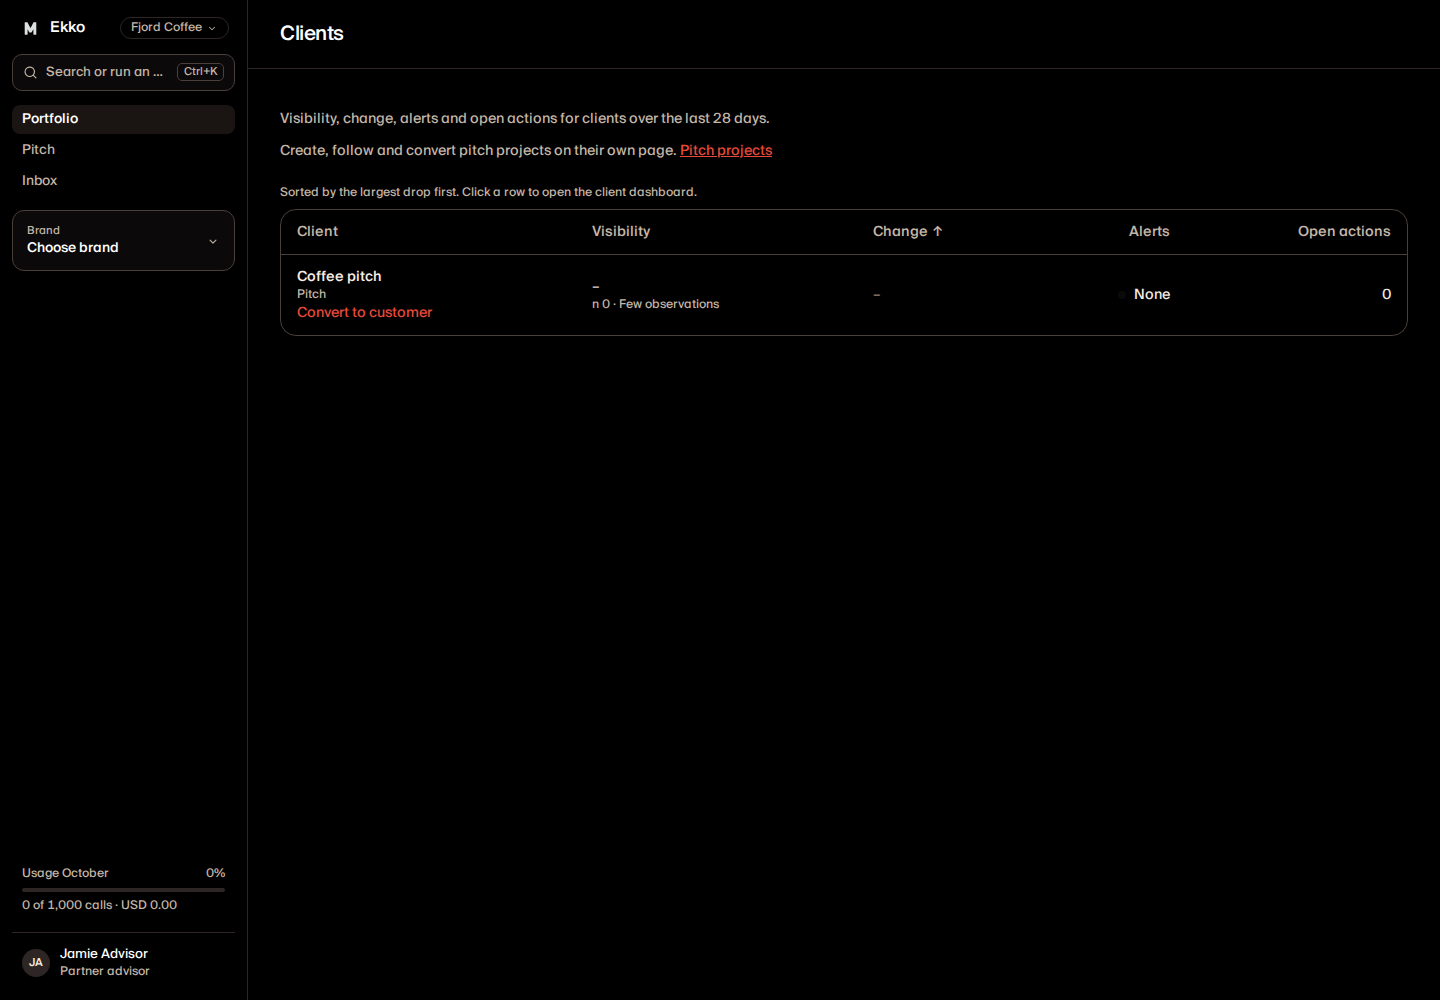 Ekko
Fjord Coffee
Search or run an ...
Ctrl+K
Portfolio
Pitch
Inbox
Brand
Choose brand
Usage October
0%
0 of 1,000 calls · USD 0.00
JA
Jamie Advisor
Partner advisor
Clients
Visibility, change, alerts and open actions for clients over the last 28 days.
Create, follow and convert pitch projects on their own page. Pitch projects
Sorted by the largest drop first. Click a row to open the client dashboard.
Client
Visibility
Change ↑
Alerts
Open actions
Coffee pitch
Pitch
Convert to customer
–
n 0 · Few observations
–
None
0